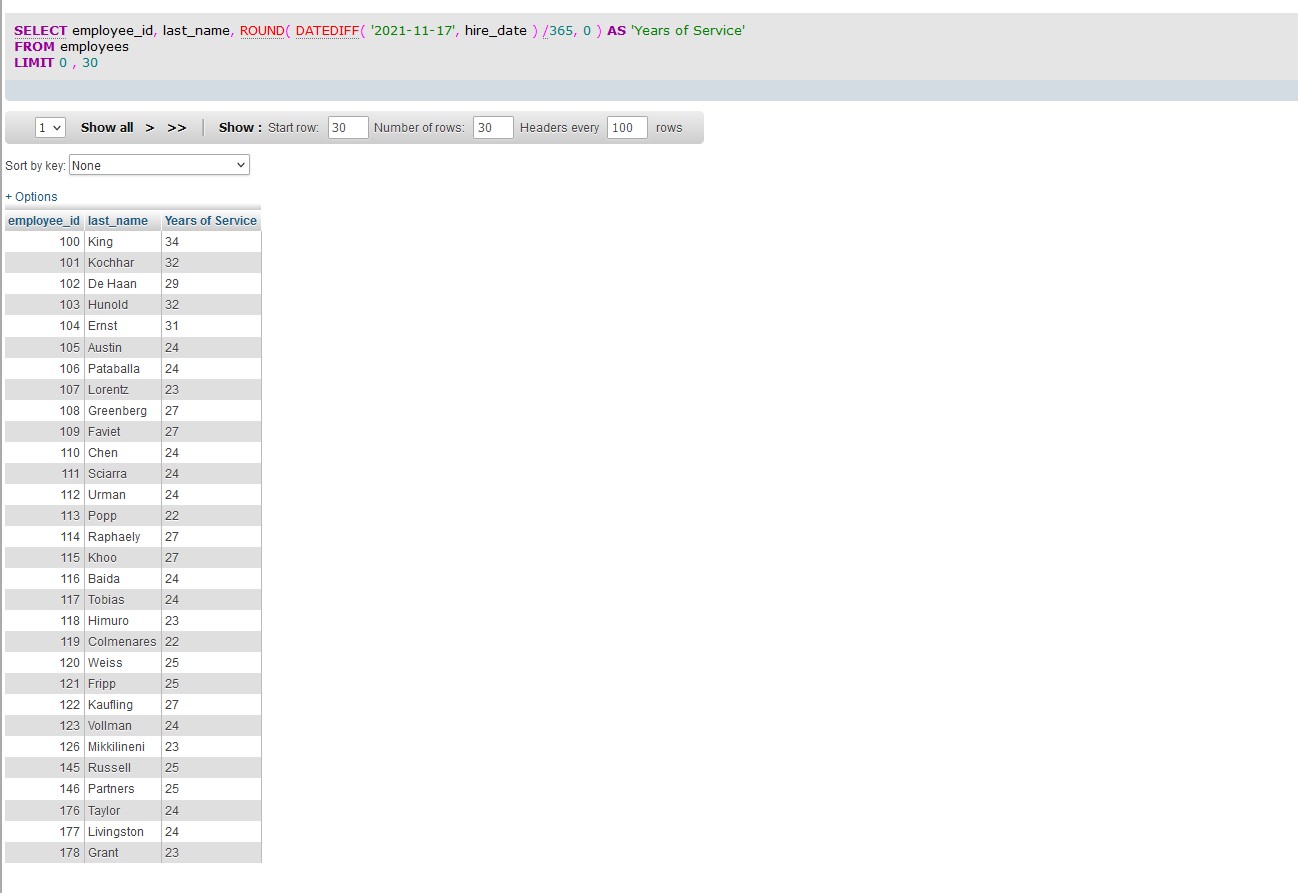 SELECT employee_id, last_name, ROUND( DATEDIFF( '2021-11-17', hire_date ) /365, 0 ) AS 'Years of Service'
FROM employees
LIMIT 0 , 30
1 Show all > >> Show : Start row: 30 Number of rows: 30 Headers every 100 rows
Sort by key: None
+ Options
employee_id last_name Years of Service
100 King 34
101 Kochhar 32
102 De Haan 29
103 Hunold 32
104 Ernst 31
105 Austin 24
106 Pataballa 24
107 Lorentz 23
108 Greenberg 27
109 Faviet 27
110 Chen 24
111 Sciarra 24
112 Urman 24
113 Popp 22
114 Raphaely 27
115 Khoo 27
116 Baida 24
117 Tobias 24
118 Himuro 23
119 Colmenares 22
120 Weiss 25
121 Fripp 25
122 Kaufling 27
123 Vollman 24
126 Mikkilineni 23
145 Russell 25
146 Partners 25
176 Taylor 24
177 Livingston 24
178 Grant 23